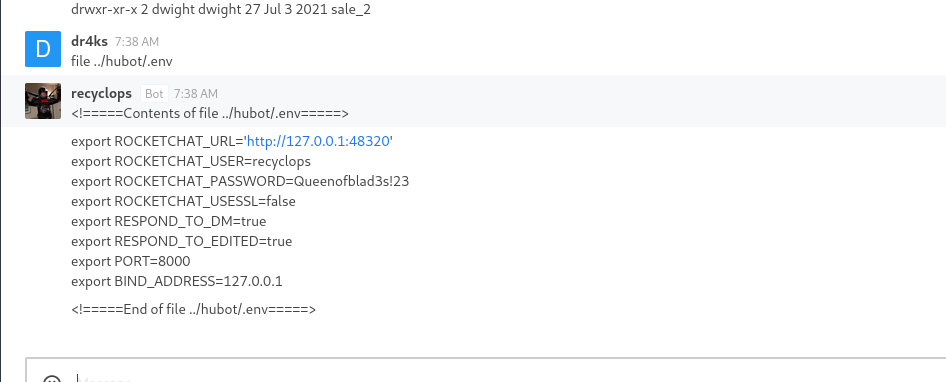 drwxr-xr-x 2 dwight dwight 27 Jul 3 2021 sale_2
D
dr4ks 7:38 AM
file ../hubot/.env
recyclops Bot 7:38 AM
<!=====Contents of file ../hubot/.env=====>
export ROCKETCHAT_URL='http://127.0.0.1:48320'
export ROCKETCHAT_USER=recyclops
export ROCKETCHAT_PASSWORD=Queenofblad3s!23
export ROCKETCHAT_USESSL=false
export RESPOND_TO_DM=true
export RESPOND_TO_EDITED=true
export PORT=8000
export BIND_ADDRESS=127.0.0.1
<!=====End of file ../hubot/.env=====>